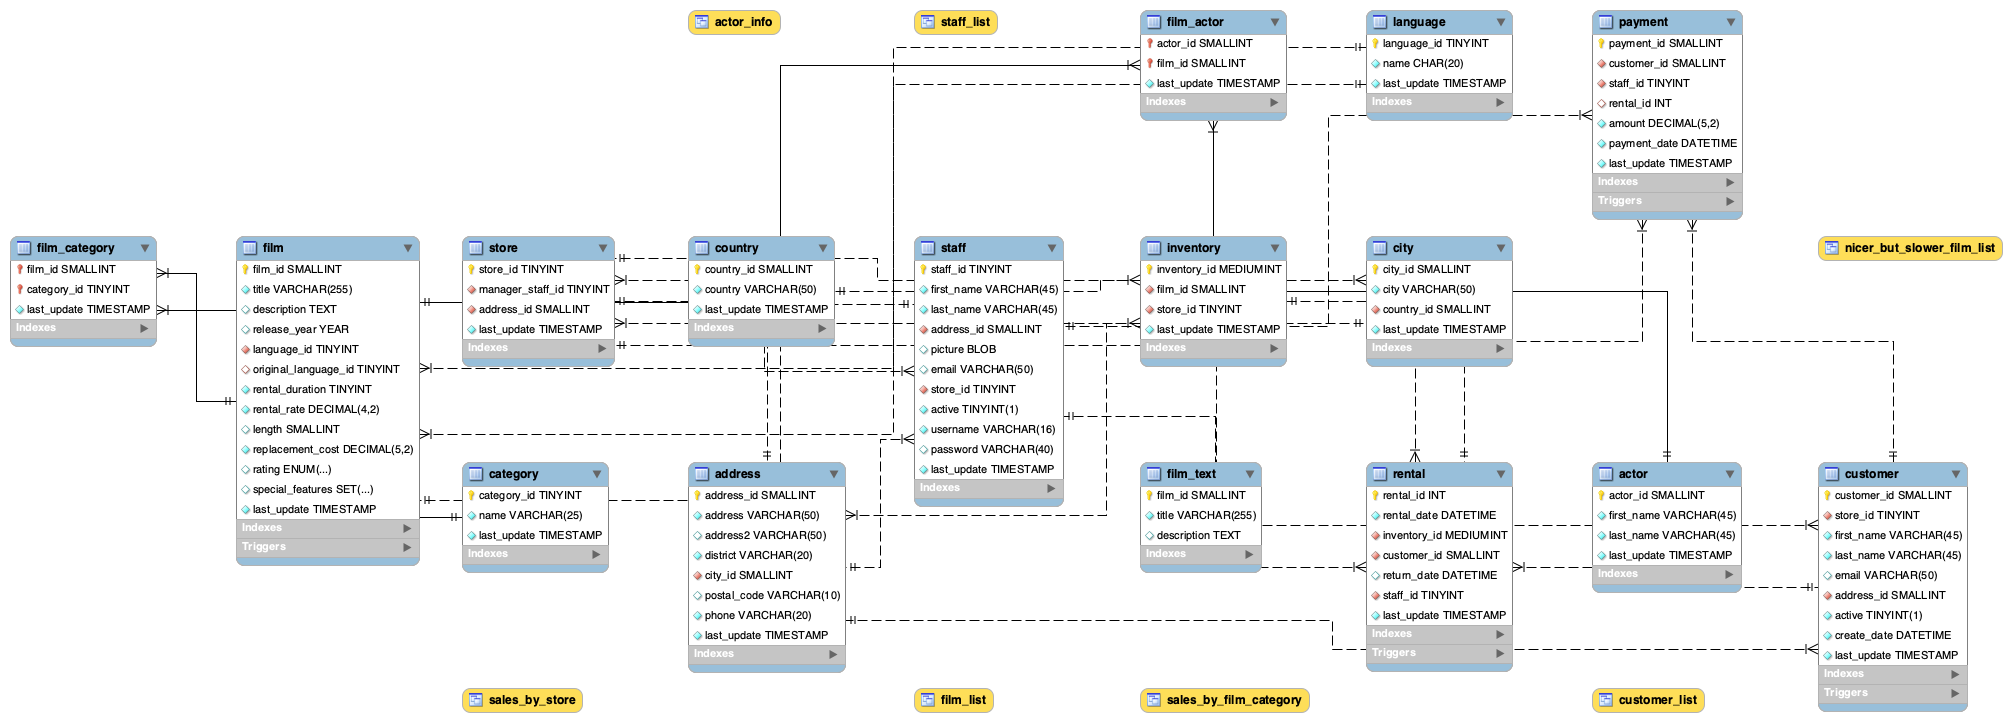 actor_info
staff_list
film_actor
actor_id SMALLINT
film_id SMALLINT
last_update TIMESTAMP
Indexes
language
language_id TINYINT
name CHAR(20)
last_update TIMESTAMP
Indexes
payment
payment_id SMALLINT
customer_id SMALLINT
staff_id TINYINT
rental_id INT
amount DECIMAL(5,2)
payment_date DATETIME
last_update TIMESTAMP
Indexes
Triggers
film_category
film_id SMALLINT
category_id TINYINT
last_update TIMESTAMP
Indexes
film
film_id SMALLINT
title VARCHAR(255)
description TEXT
release_year YEAR
language_id TINYINT
original_language_id TINYINT
rental_duration TINYINT
rental_rate DECIMAL(4,2)
length SMALLINT
replacement_cost DECIMAL(5,2)
rating ENUM(...)
special_features SET(...)
last_update TIMESTAMP
Indexes
Triggers
store
store_id TINYINT
manager_staff_id TINYINT
address_id SMALLINT
last_update TIMESTAMP
Indexes
country
country_id SMALLINT
country VARCHAR(50)
last_update TIMESTAMP
Indexes
staff
staff_id TINYINT
first_name VARCHAR(45)
last_name VARCHAR(45)
address_id SMALLINT
picture BLOB
email VARCHAR(50)
store_id TINYINT
active TINYINT(1)
username VARCHAR(16)
password VARCHAR(40)
last_update TIMESTAMP
Indexes
inventory
inventory_id MEDIUMINT
film_id SMALLINT
store_id TINYINT
last_update TIMESTAMP
Indexes
city
city_id SMALLINT
city VARCHAR(50)
country_id SMALLINT
last_update TIMESTAMP
Indexes
nicer_but_slower_film_list
category
category_id TINYINT
name VARCHAR(25)
last_update TIMESTAMP
Indexes
address
address_id SMALLINT
address VARCHAR(50)
address2 VARCHAR(50)
district VARCHAR(20)
city_id SMALLINT
postal_code VARCHAR(10)
phone VARCHAR(20)
last_update TIMESTAMP
Indexes
film_text
film_id SMALLINT
title VARCHAR(255)
description TEXT
Indexes
rental
rental_id INT
rental_date DATETIME
inventory_id MEDIUMINT
customer_id SMALLINT
return_date DATETIME
staff_id TINYINT
last_update TIMESTAMP
Indexes
Triggers
actor
actor_id SMALLINT
first_name VARCHAR(45)
last_name VARCHAR(45)
last_update TIMESTAMP
Indexes
customer
customer_id SMALLINT
store_id TINYINT
first_name VARCHAR(45)
last_name VARCHAR(45)
email VARCHAR(50)
address_id SMALLINT
active TINYINT(1)
create_date DATETIME
last_update TIMESTAMP
Indexes
Triggers
sales_by_store
film_list
sales_by_film_category
customer_list